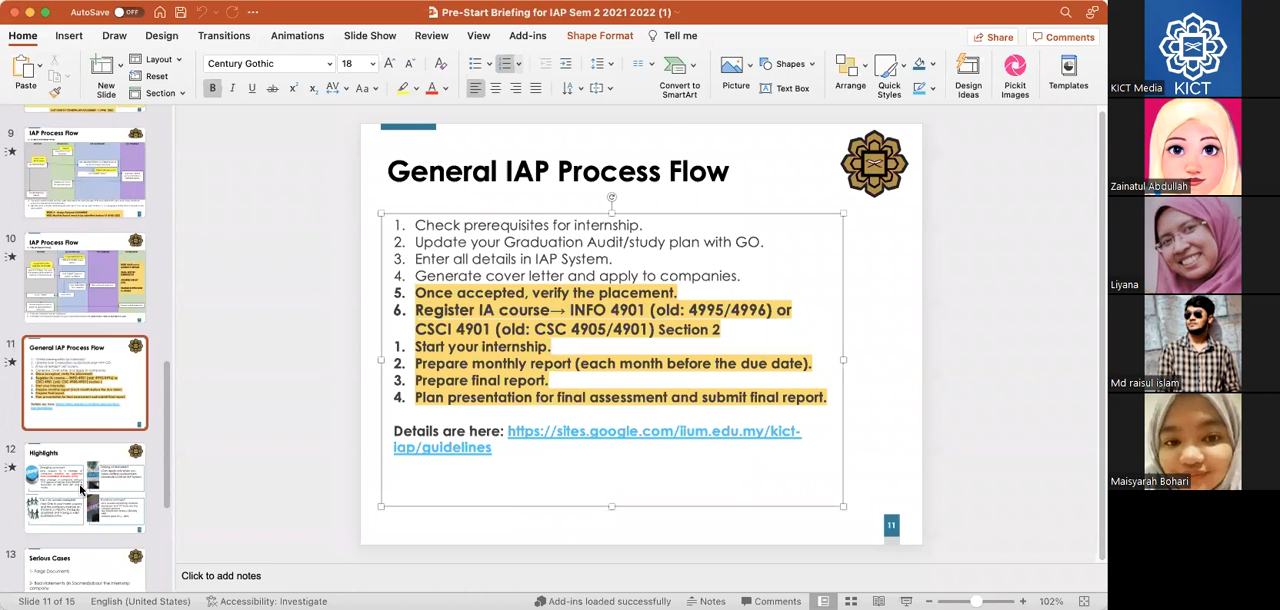 AutoSave OFF
Pre-Start Briefing for IAP Sem 2 2021 2022 (1)
Home Insert Draw Design Transitions Animations Slide Show Review View Add-ins Shape Format Tell me
Share Comments
Paste
New Slide
Layout
Reset
Section
Century Gothic 18
Convert to SmartArt
Picture
Shapes
Text Box
Arrange
Quick Styles
Design Ideas
Pickit Images
Templates
9
IAP Process Flow
10
IAP Process Flow
11
General IAP Process Flow
12
Highlights
13
Serious Cases
1- Forge Documents
General IAP Process Flow
1. Check prerequisites for internship.
2. Update your Graduation Audit/study plan with GO.
3. Enter all details in IAP System.
4. Generate cover letter and apply to companies.
5. Once accepted, verify the placement.
6. Register IA course→ INFO 4901 (old: 4995/4996) or
CSCI 4901 (old: CSC 4905/4901) Section 2
1. Start your internship.
2. Prepare monthly report (each month before the due date).
3. Prepare final report.
4. Plan presentation for final assessment and submit final report.
Details are here: https://sites.google.com/iium.edu.my/kict-
iap/guidelines
11
Click to add notes
Slide 11 of 15 English (United States) Accessibility: Investigate Add-ins loaded successfully Notes Comments 102%
KICT
KICT Media
Zainatul Abdullah
Liyana
Md raisul islam
Maisyarah Bohari